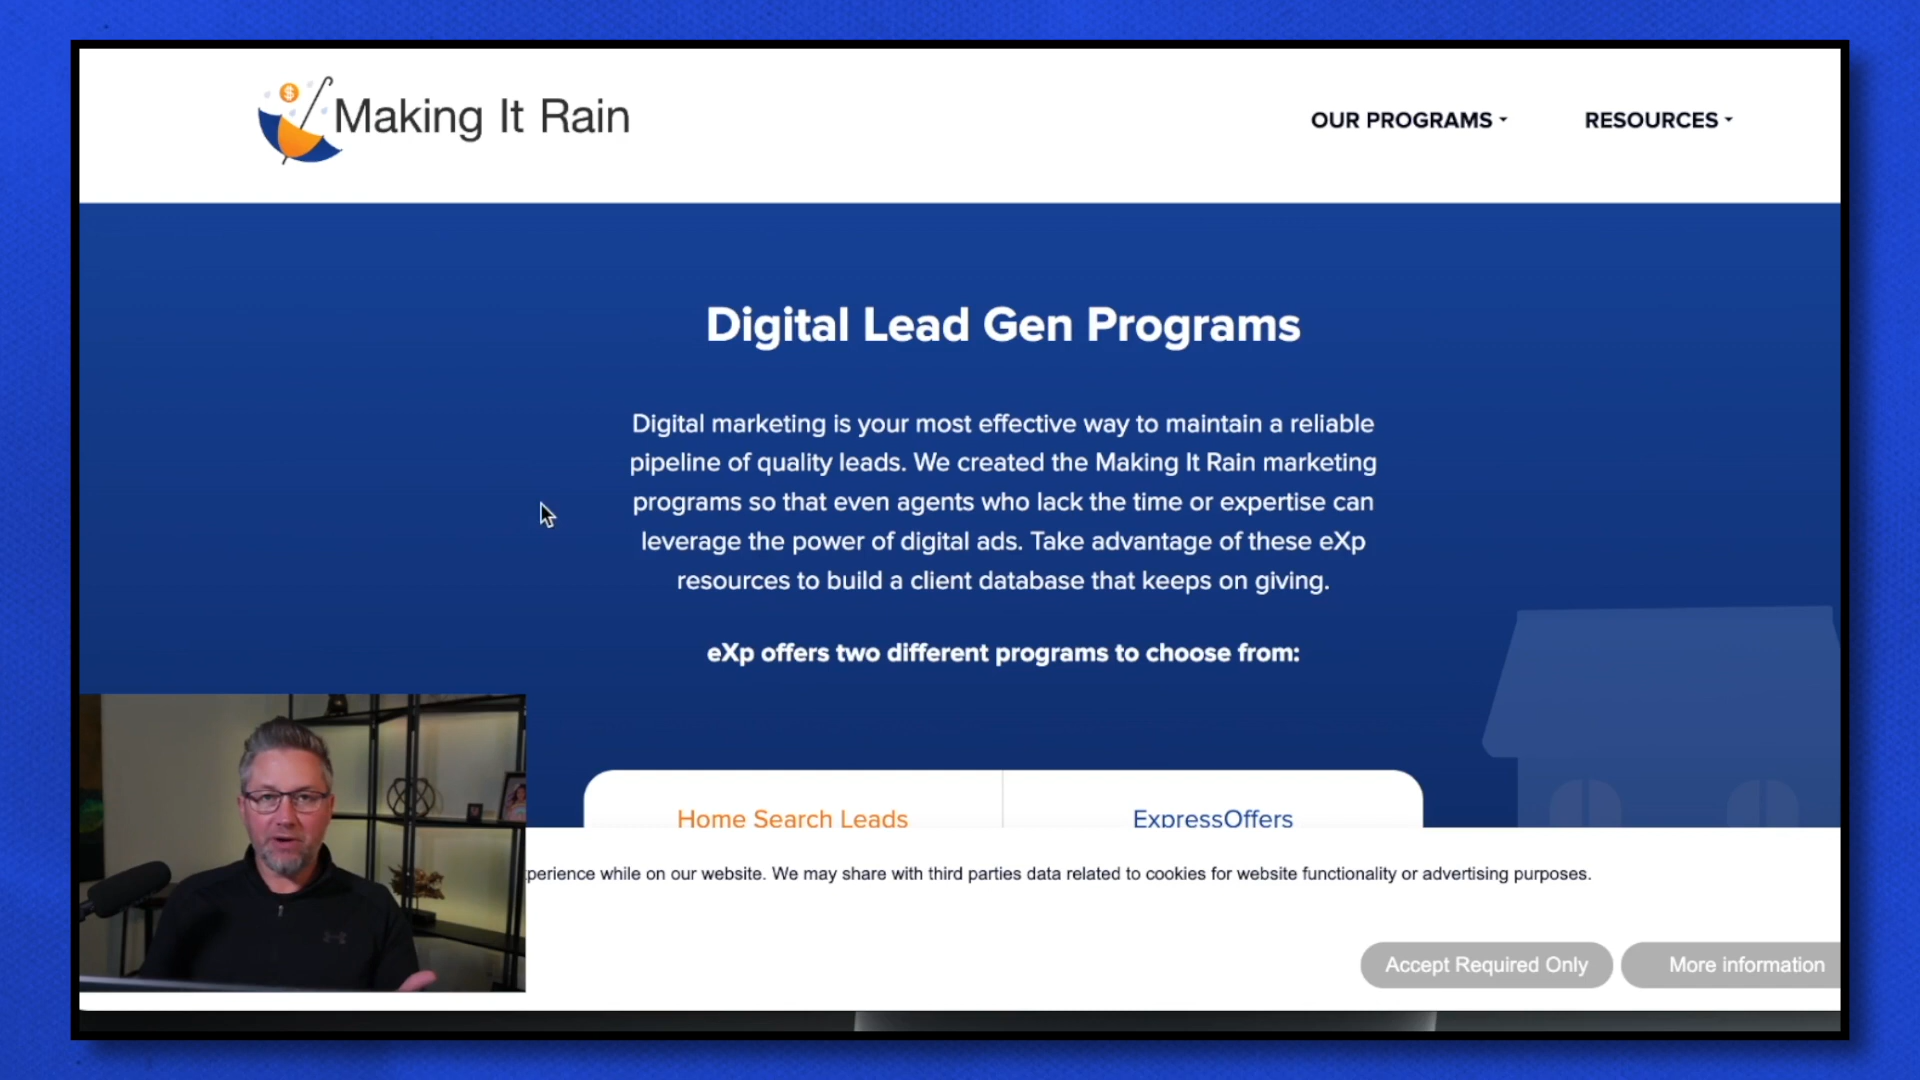 Making It Rain
OUR PROGRAMS
RESOURCES
Digital Lead Gen Programs
Digital marketing is your most effective way to maintain a reliable
pipeline of quality leads. We created the Making It Rain marketing
programs so that even agents who lack the time or expertise can
leverage the power of digital ads. Take advantage of these eXp
resources to build a client database that keeps on giving.
eXp offers two different programs to choose from:
Home Search Leads
ExpressOffers
perience while on our website. We may share with third parties data related to cookies for website functionality or advertising purposes.
Accept Required Only
More information